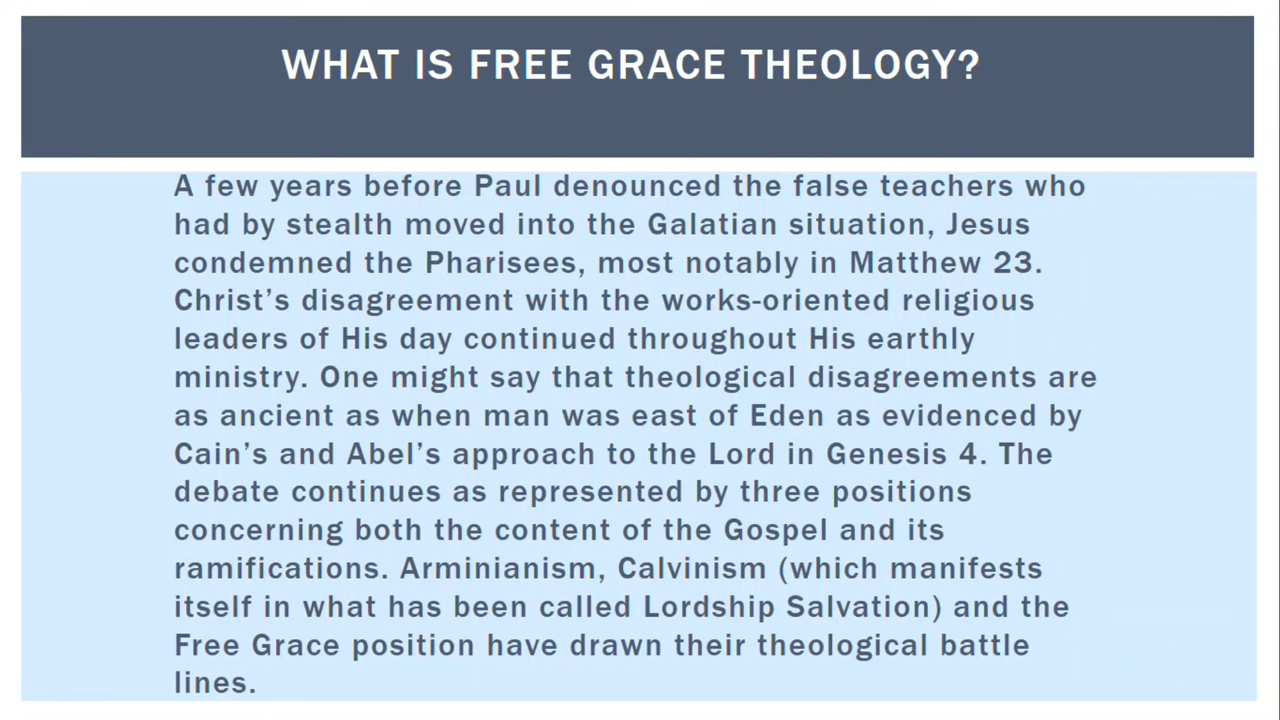 WHAT IS FREE GRACE THEOLOGY?
A few years before Paul denounced the false teachers who
had by stealth moved into the Galatian situation, Jesus
condemned the Pharisees, most notably in Matthew 23.
Christ’s disagreement with the works-oriented religious
leaders of His day continued throughout His earthly
ministry. One might say that theological disagreements are
as ancient as when man was east of Eden as evidenced by
Cain’s and Abel’s approach to the Lord in Genesis 4. The
debate continues as represented by three positions
concerning both the content of the Gospel and its
ramifications. Arminianism, Calvinism (which manifests
itself in what has been called Lordship Salvation) and the
Free Grace position have drawn their theological battle
lines.